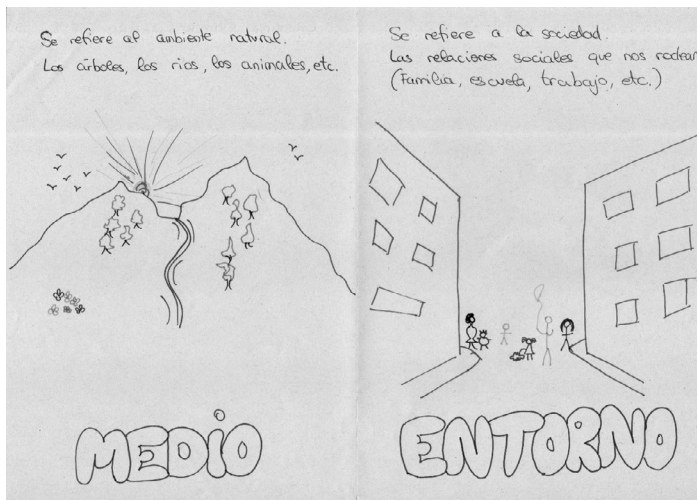 Se refiere al ambiente natural.
Los árboles, los rios, los animales, etc.
MEDIO
Se refiere a la sociedad.
Las relaciones sociales que nos rodean
(Familia, escuela, trabajo, etc.)
ENTORNO